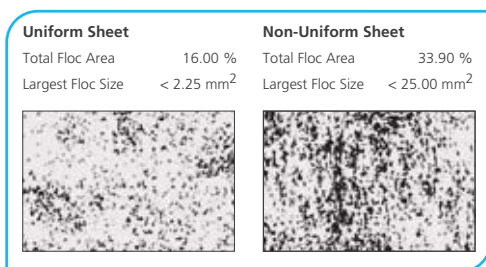 Uniform Sheet
Total Floc Area 16.00 %
Largest Floc Size < 2.25 mm²
Non-Uniform Sheet
Total Floc Area 33.90 %
Largest Floc Size < 25.00 mm²